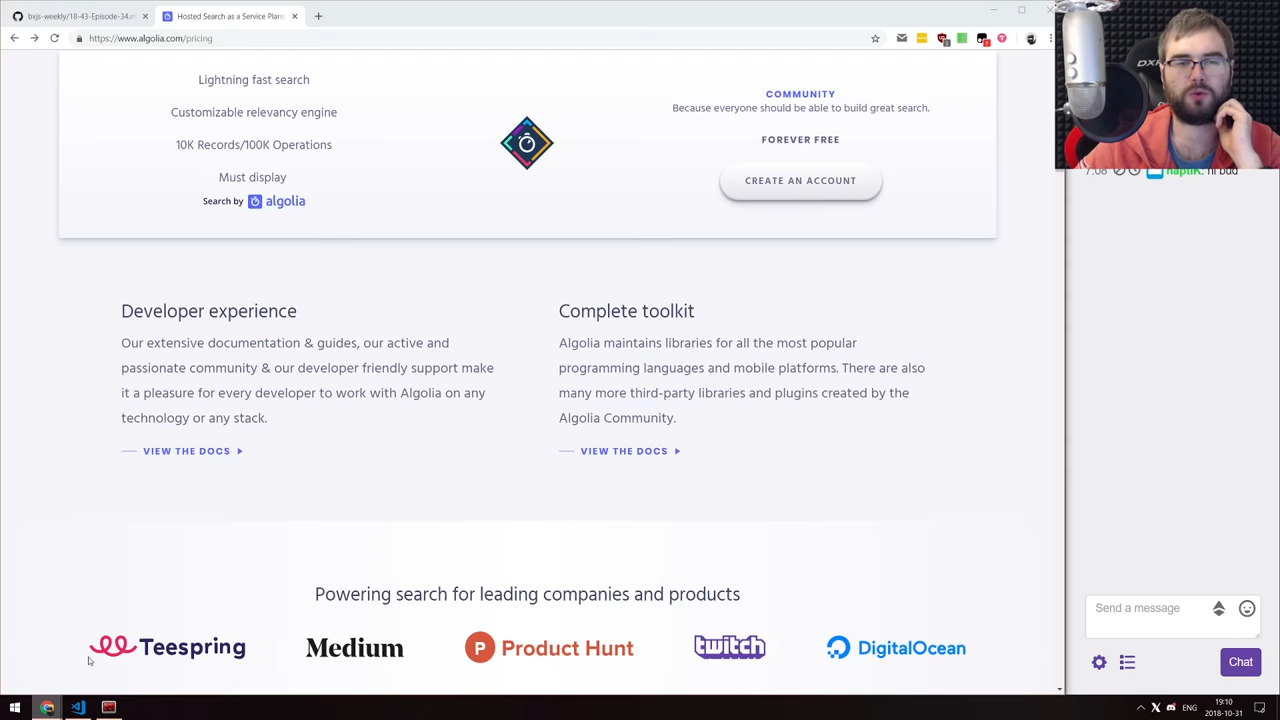 bxjs-weekly/18-43-Episode-34.m
Hosted Search as a Service Plans
https://www.algolia.com/pricing
Lightning fast search
Customizable relevancy engine
10K Records/100K Operations
Must display
Search by algolia
COMMUNITY
Because everyone should be able to build great search.
FOREVER FREE
CREATE AN ACCOUNT
Developer experience
Our extensive documentation & guides, our active and
passionate community & our developer friendly support make
it a pleasure for every developer to work with Algolia on any
technology or any stack.
VIEW THE DOCS
Complete toolkit
Algolia maintains libraries for all the most popular
programming languages and mobile platforms. There are also
many more third-party libraries and plugins created by the
Algolia Community.
VIEW THE DOCS
Powering search for leading companies and products
Teespring
Medium
P Product Hunt
twitch
DigitalOcean
DXR
7:08 naptiK: hi bud
Send a message
Chat
ENG
19:10
2018-10-31